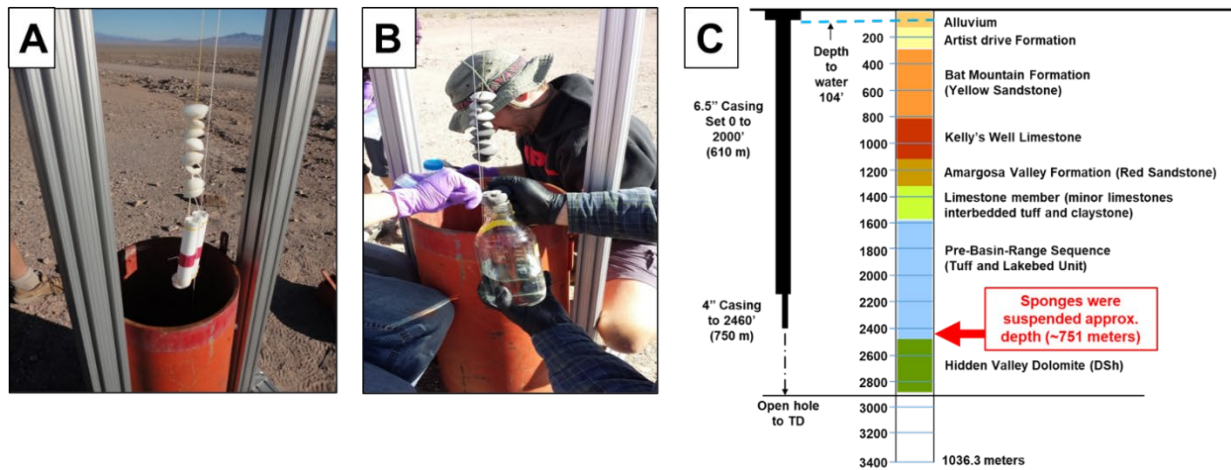 A
B
C
Depth
to
water
104'
6.5" Casing
Set 0 to
2000'
(610 m)
4" Casing
to 2460'
(750 m)
Open hole
to TD
200
400
600
800
1000
1200
1400
1600
1800
2000
2200
2400
2600
2800
3000
3200
3400
Alluvium
Artist drive Formation
Bat Mountain Formation
(Yellow Sandstone)
Kelly's Well Limestone
Amargosa Valley Formation (Red Sandstone)
Limestone member (minor limestones
interbedded tuff and claystone)
Pre-Basin-Range Sequence
(Tuff and Lakebed Unit)
Sponges were
suspended approx.
depth (~751 meters)
Hidden Valley Dolomite (DSh)
1036.3 meters